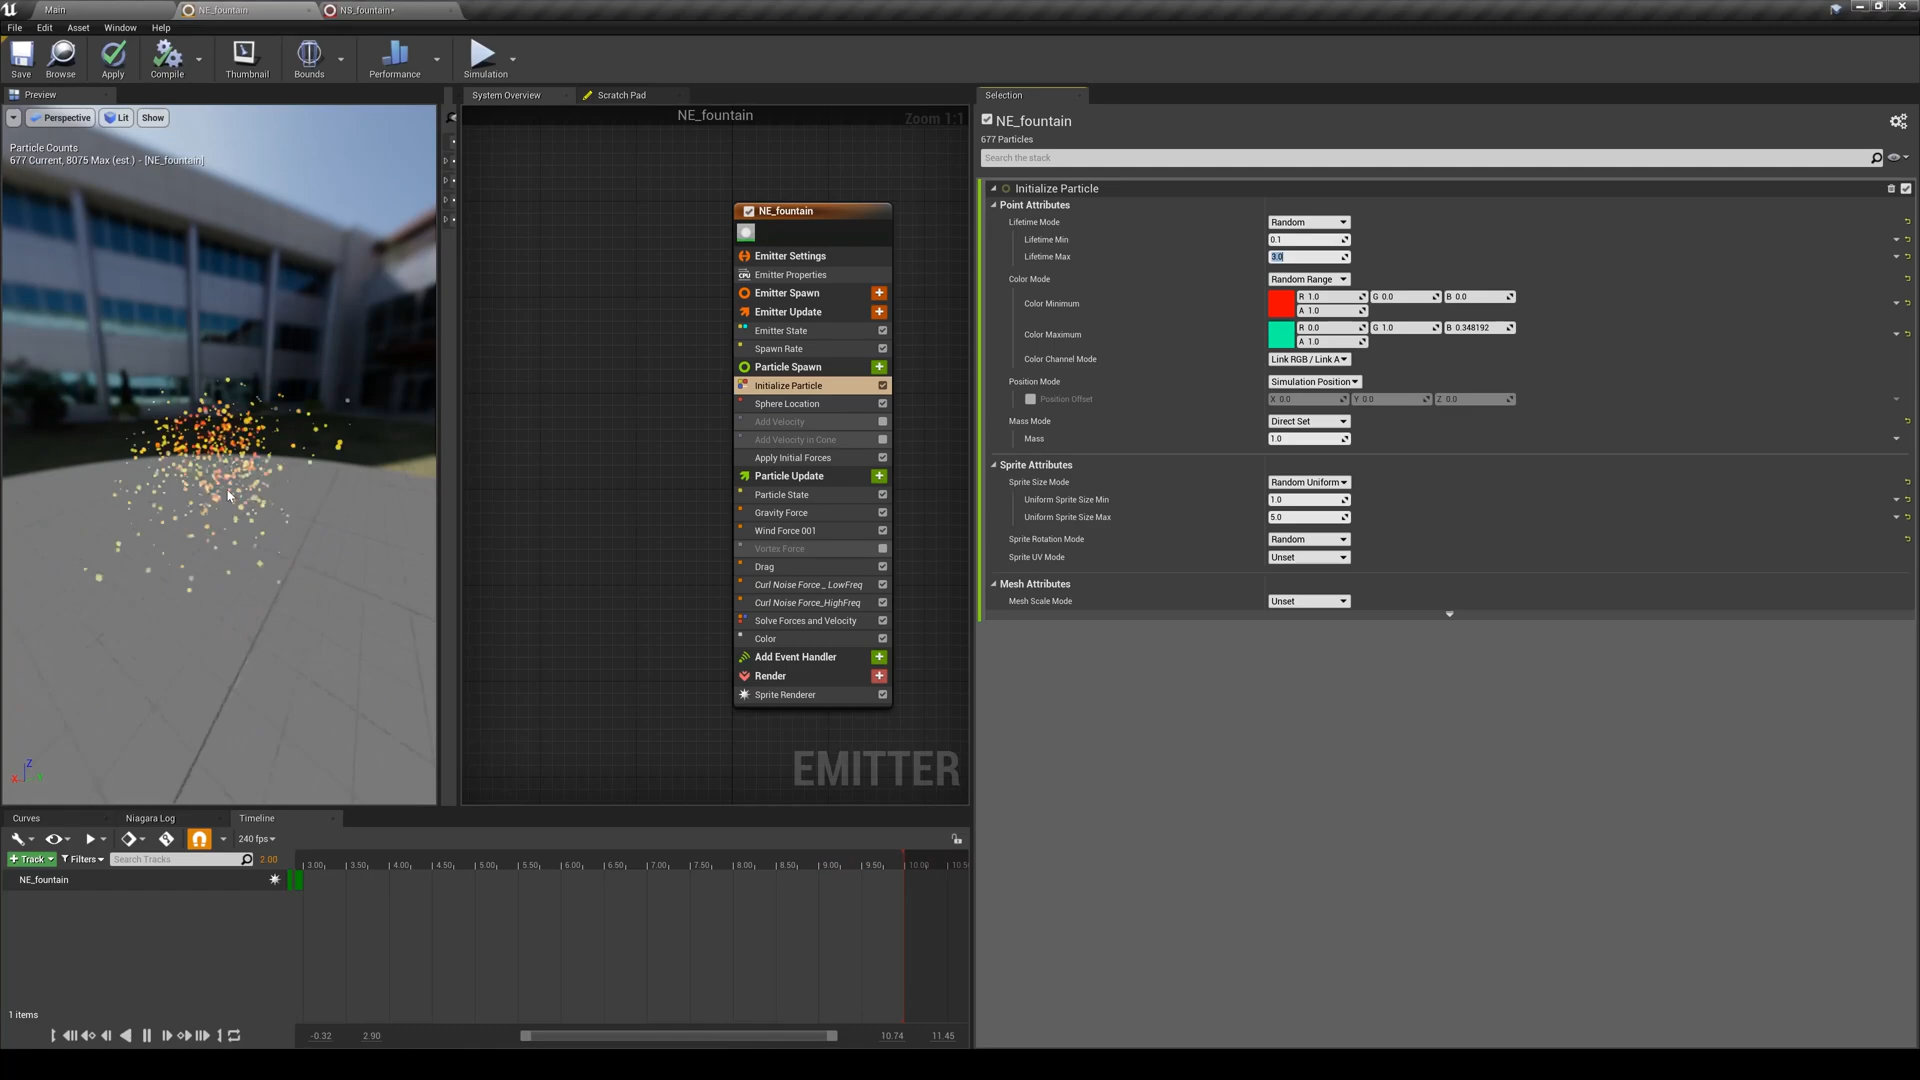 Main
NE_fountain
NS_fountain•
File Edit Asset Window Help
Save Browse Apply Compile Thumbnail Bounds Performance Simulation
Preview
System Overview
Scratch Pad
Selection
Perspective Lit Show
Particle Counts
677 Current, 8075 Max (est.) - [NE_fountain]
NE_fountain
Zoom 1:1
NE_fountain
Emitter Settings
Emitter Properties
Emitter Spawn
Emitter Update
Emitter State
Spawn Rate
Particle Spawn
Initialize Particle
Sphere Location
Add Velocity
Add Velocity in Cone
Apply Initial Forces
Particle Update
Particle State
Gravity Force
Wind Force 001
Vortex Force
Drag
Curl Noise Force _ LowFreq
Curl Noise Force_HighFreq
Solve Forces and Velocity
Color
Add Event Handler
Render
Sprite Renderer
EMITTER
NE_fountain
677 Particles
Search the stack
Initialize Particle
Point Attributes
Lifetime Mode Random
Lifetime Min 0.1
Lifetime Max 3.0
Color Mode Random Range
Color Minimum R 1.0 G 0.0 B 0.0
A 1.0
Color Maximum R 0.0 G 1.0 B 0.348192
A 1.0
Color Channel Mode Link RGB / Link A
Position Mode Simulation Position
Position Offset X 0.0 Y 0.0 Z 0.0
Mass Mode Direct Set
Mass 1.0
Sprite Attributes
Sprite Size Mode Random Uniform
Uniform Sprite Size Min 1.0
Uniform Sprite Size Max 5.0
Sprite Rotation Mode Random
Sprite UV Mode Unset
Mesh Attributes
Mesh Scale Mode Unset
Z
X
Curves
Niagara Log
Timeline
CPU
240 fps
Track Filters Search Tracks 2.00
3.00 3.50 4.00 4.50 5.00 5.50 6.00 6.50 7.00 7.50 8.00 8.50 9.00 9.50 10.00 10.50
NE_fountain
1 items
-0.32 2.90 10.74 11.45